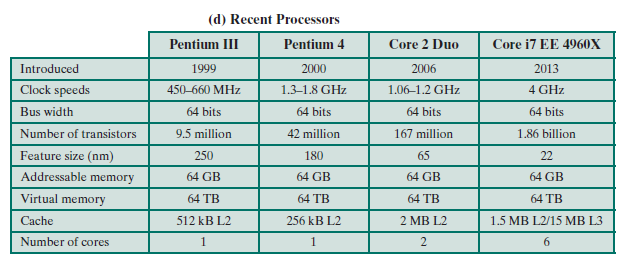 (d) Recent Processors
Pentium III Pentium 4 Core 2 Duo Core i7 EE 4960X
Introduced 1999 2000 2006 2013
Clock speeds 450–660 MHz 1.3–1.8 GHz 1.06–1.2 GHz 4 GHz
Bus width 64 bits 64 bits 64 bits 64 bits
Number of transistors 9.5 million 42 million 167 million 1.86 billion
Feature size (nm) 250 180 65 22
Addressable memory 64 GB 64 GB 64 GB 64 GB
Virtual memory 64 TB 64 TB 64 TB 64 TB
Cache 512 kB L2 256 kB L2 2 MB L2 1.5 MB L2/15 MB L3
Number of cores 1 1 2 6